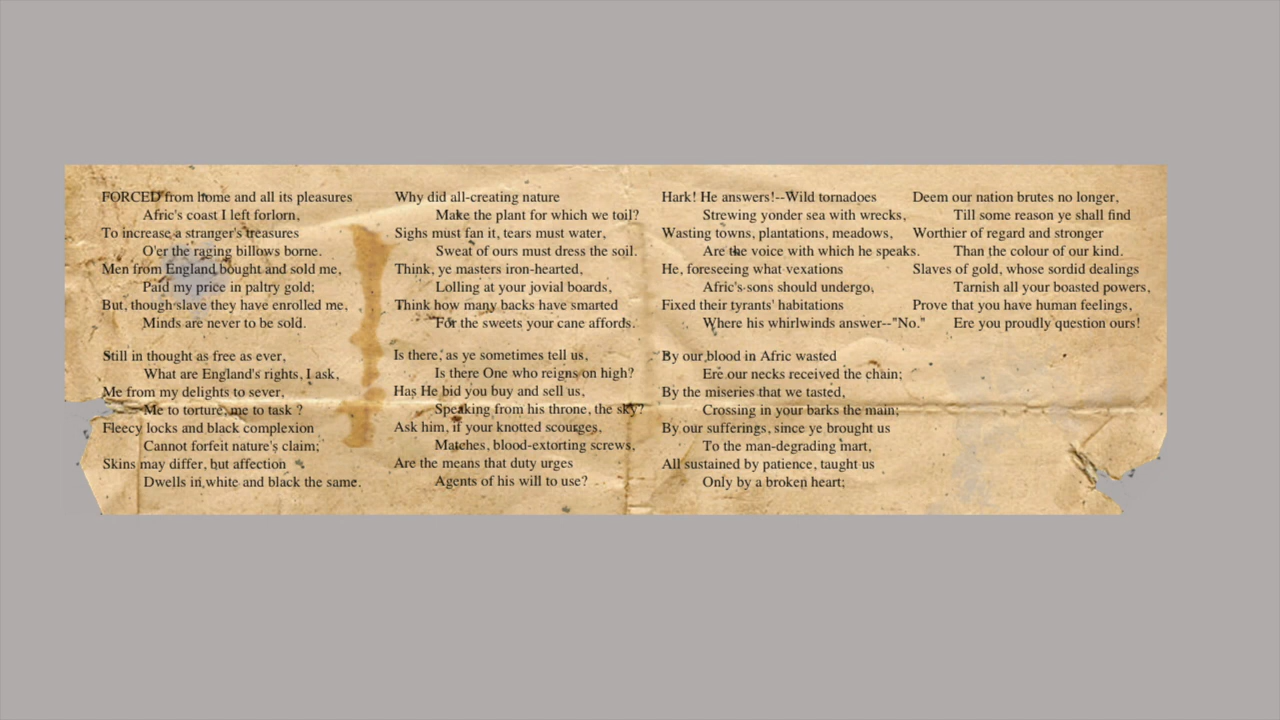 FORCED from home and all its pleasures
Afric's coast I left forlorn,
To increase a stranger's treasures
O'er the raging billows borne.
Men from England bought and sold me,
Paid my price in paltry gold;
But, though slave they have enrolled me,
Minds are never to be sold.
Still in thought as free as ever,
What are England's rights, I ask,
Me from my delights to sever,
Me to torture, me to task ?
Fleecy locks and black complexion
Cannot forfeit nature's claim;
Skins may differ, but affection
Dwells in white and black the same.
Why did all-creating nature
Make the plant for which we toil?
Sighs must fan it, tears must water,
Sweat of ours must dress the soil.
Think, ye masters iron-hearted,
Lolling at your jovial boards,
Think how many backs have smarted
For the sweets your cane affords.
Is there, as ye sometimes tell us,
Is there One who reigns on high?
Has He bid you buy and sell us,
Speaking from his throne, the sky?
Ask him, if your knotted scourges,
Matches, blood-extorting screws,
Are the means that duty urges
Agents of his will to use?
Hark! He answers!--Wild tornadoes
Strewing yonder sea with wrecks,
Wasting towns, plantations, meadows,
Are the voice with which he speaks.
He, foreseeing what vexations
Afric's sons should undergo,
Fixed their tyrants' habitations
Where his whirlwinds answer--"No."
By our blood in Afric wasted
Ere our necks received the chain;
By the miseries that we tasted,
Crossing in your barks the main;
By our sufferings, since ye brought us
To the man-degrading mart,
All sustained by patience, taught us
Only by a broken heart;
Deem our nation brutes no longer,
Till some reason ye shall find
Worthier of regard and stronger
Than the colour of our kind.
Slaves of gold, whose sordid dealings
Tarnish all your boasted powers,
Prove that you have human feelings,
Ere you proudly question ours!